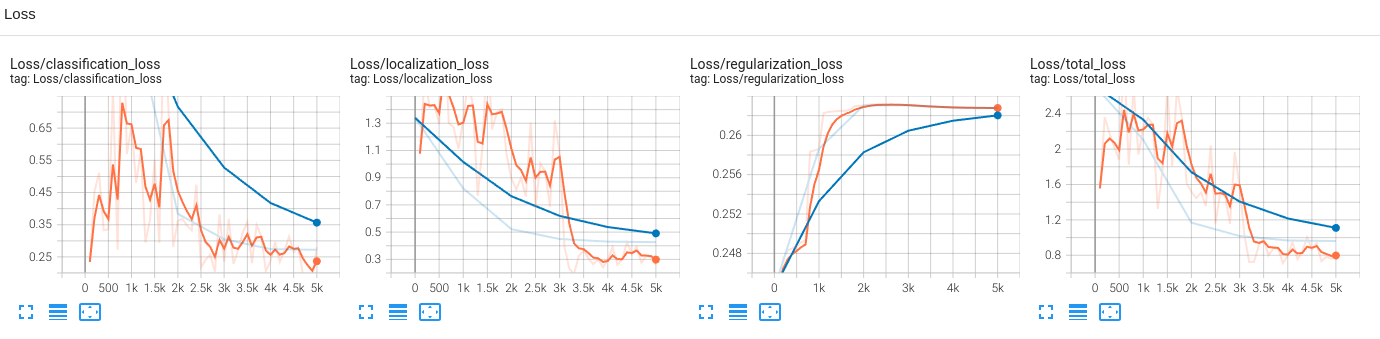 Loss
Loss/classification_loss
tag: Loss/classification_loss
0.65
0.55
0.45
0.35
0.25
0 500 1k 1.5k 2k 2.5k 3k 3.5k 4k 4.5k 5k
Loss/localization_loss
tag: Loss/localization_loss
1.3
1.1
0.9
0.7
0.5
0.3
0 500 1k 1.5k 2k 2.5k 3k 3.5k 4k 4.5k 5k
Loss/regularization_loss
tag: Loss/regularization_loss
0.26
0.256
0.252
0.248
0 1k 2k 3k 4k 5k
Loss/total_loss
tag: Loss/total_loss
2.4
2
1.6
1.2
0.8
0 500 1k 1.5k 2k 2.5k 3k 3.5k 4k 4.5k 5k